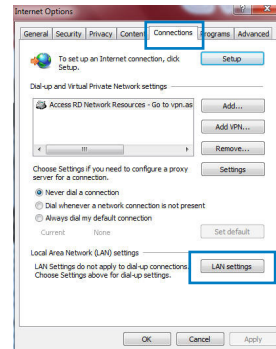 Internet Options
General Security Privacy Content Connections Programs Advanced
To set up an Internet connection, click
Setup.
Setup
Dial-up and Virtual Private Network settings
Access RD Network Resources - Go to vpn.as
Add...
Add VPN...
Remove...
Choose Settings if you need to configure a proxy
server for a connection.
Settings
Never dial a connection
Dial whenever a network connection is not present
Always dial my default connection
Current None
Set default
Local Area Network (LAN) settings
LAN Settings do not apply to dial-up connections.
Choose Settings above for dial-up settings.
LAN settings
OK Cancel Apply